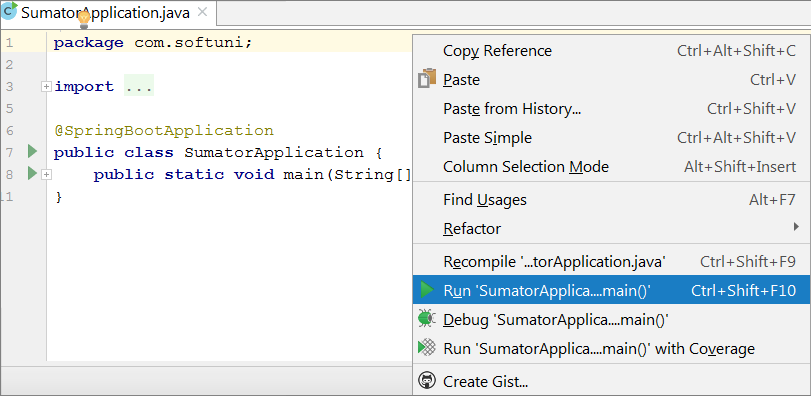 SumatorApplication.java
1 package com.softuni;
2
3 import ...
5
6 @SpringBootApplication
7 public class SumatorApplication {
8 public static void main(String[]
11 }
Copy Reference Ctrl+Alt+Shift+C
Paste Ctrl+V
Paste from History... Ctrl+Shift+V
Paste Simple Ctrl+Alt+Shift+V
Column Selection Mode Alt+Shift+Insert
Find Usages Alt+F7
Refactor
Recompile '...torApplication.java' Ctrl+Shift+F9
Run 'SumatorApplica....main()' Ctrl+Shift+F10
Debug 'SumatorApplica....main()'
Run 'SumatorApplica....main()' with Coverage
Create Gist...